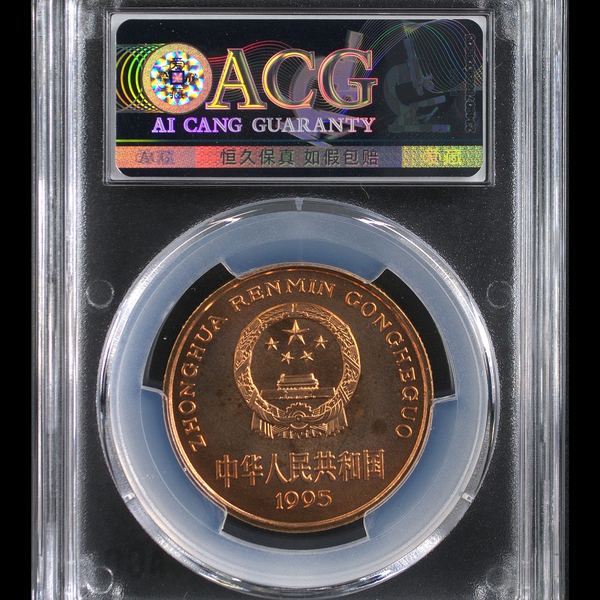 ACG
AI CANG GUARANTY
ACG 恒久保真 如假包赔
ZHONGHUA RENMIN GONGHEGUO
中华人民共和国
1995